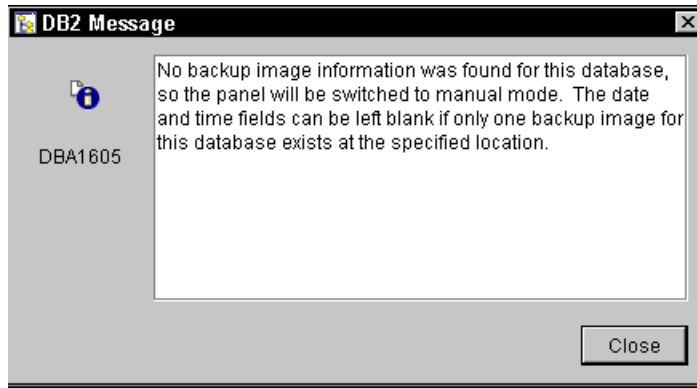 DB2 Message
No backup image information was found for this database,
so the panel will be switched to manual mode. The date
and time fields can be left blank if only one backup image for
this database exists at the specified location.
DBA1605
Close